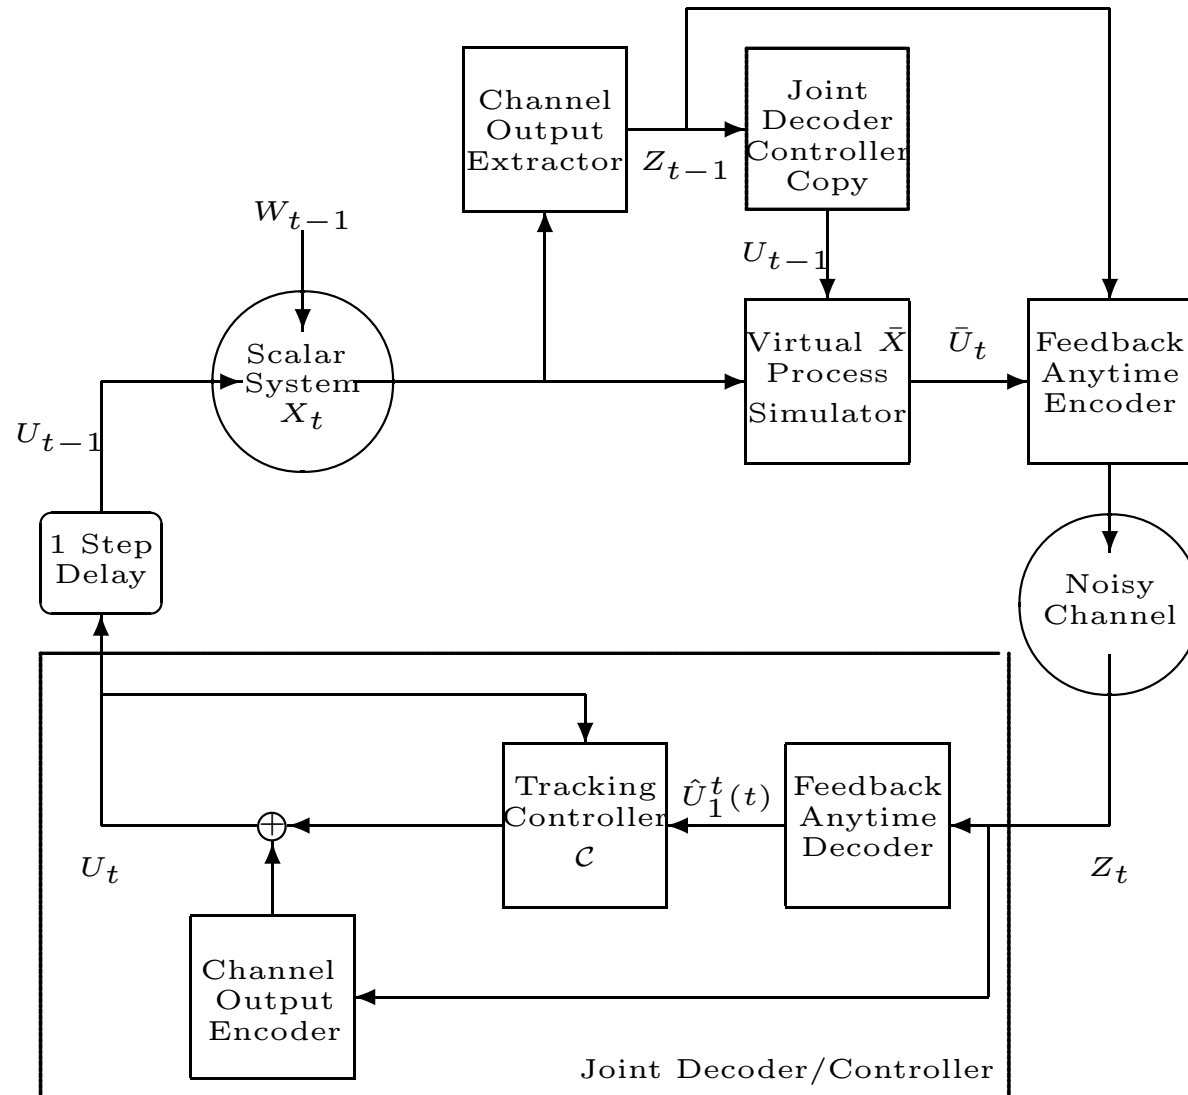 Channel
Output
Extractor
Z_{t−1}
Joint
Decoder
Controller
Copy
W_{t−1}
U_{t−1}
Scalar
System
X_t
Virtual X̄
Process
Simulator
Ū_t
Feedback
Anytime
Encoder
U_{t−1}
1 Step
Delay
Noisy
Channel
Tracking
Controller
𝒞
Û_1^t(t)
Feedback
Anytime
Decoder
+
U_t
Z_t
Channel
Output
Encoder
Joint Decoder/Controller